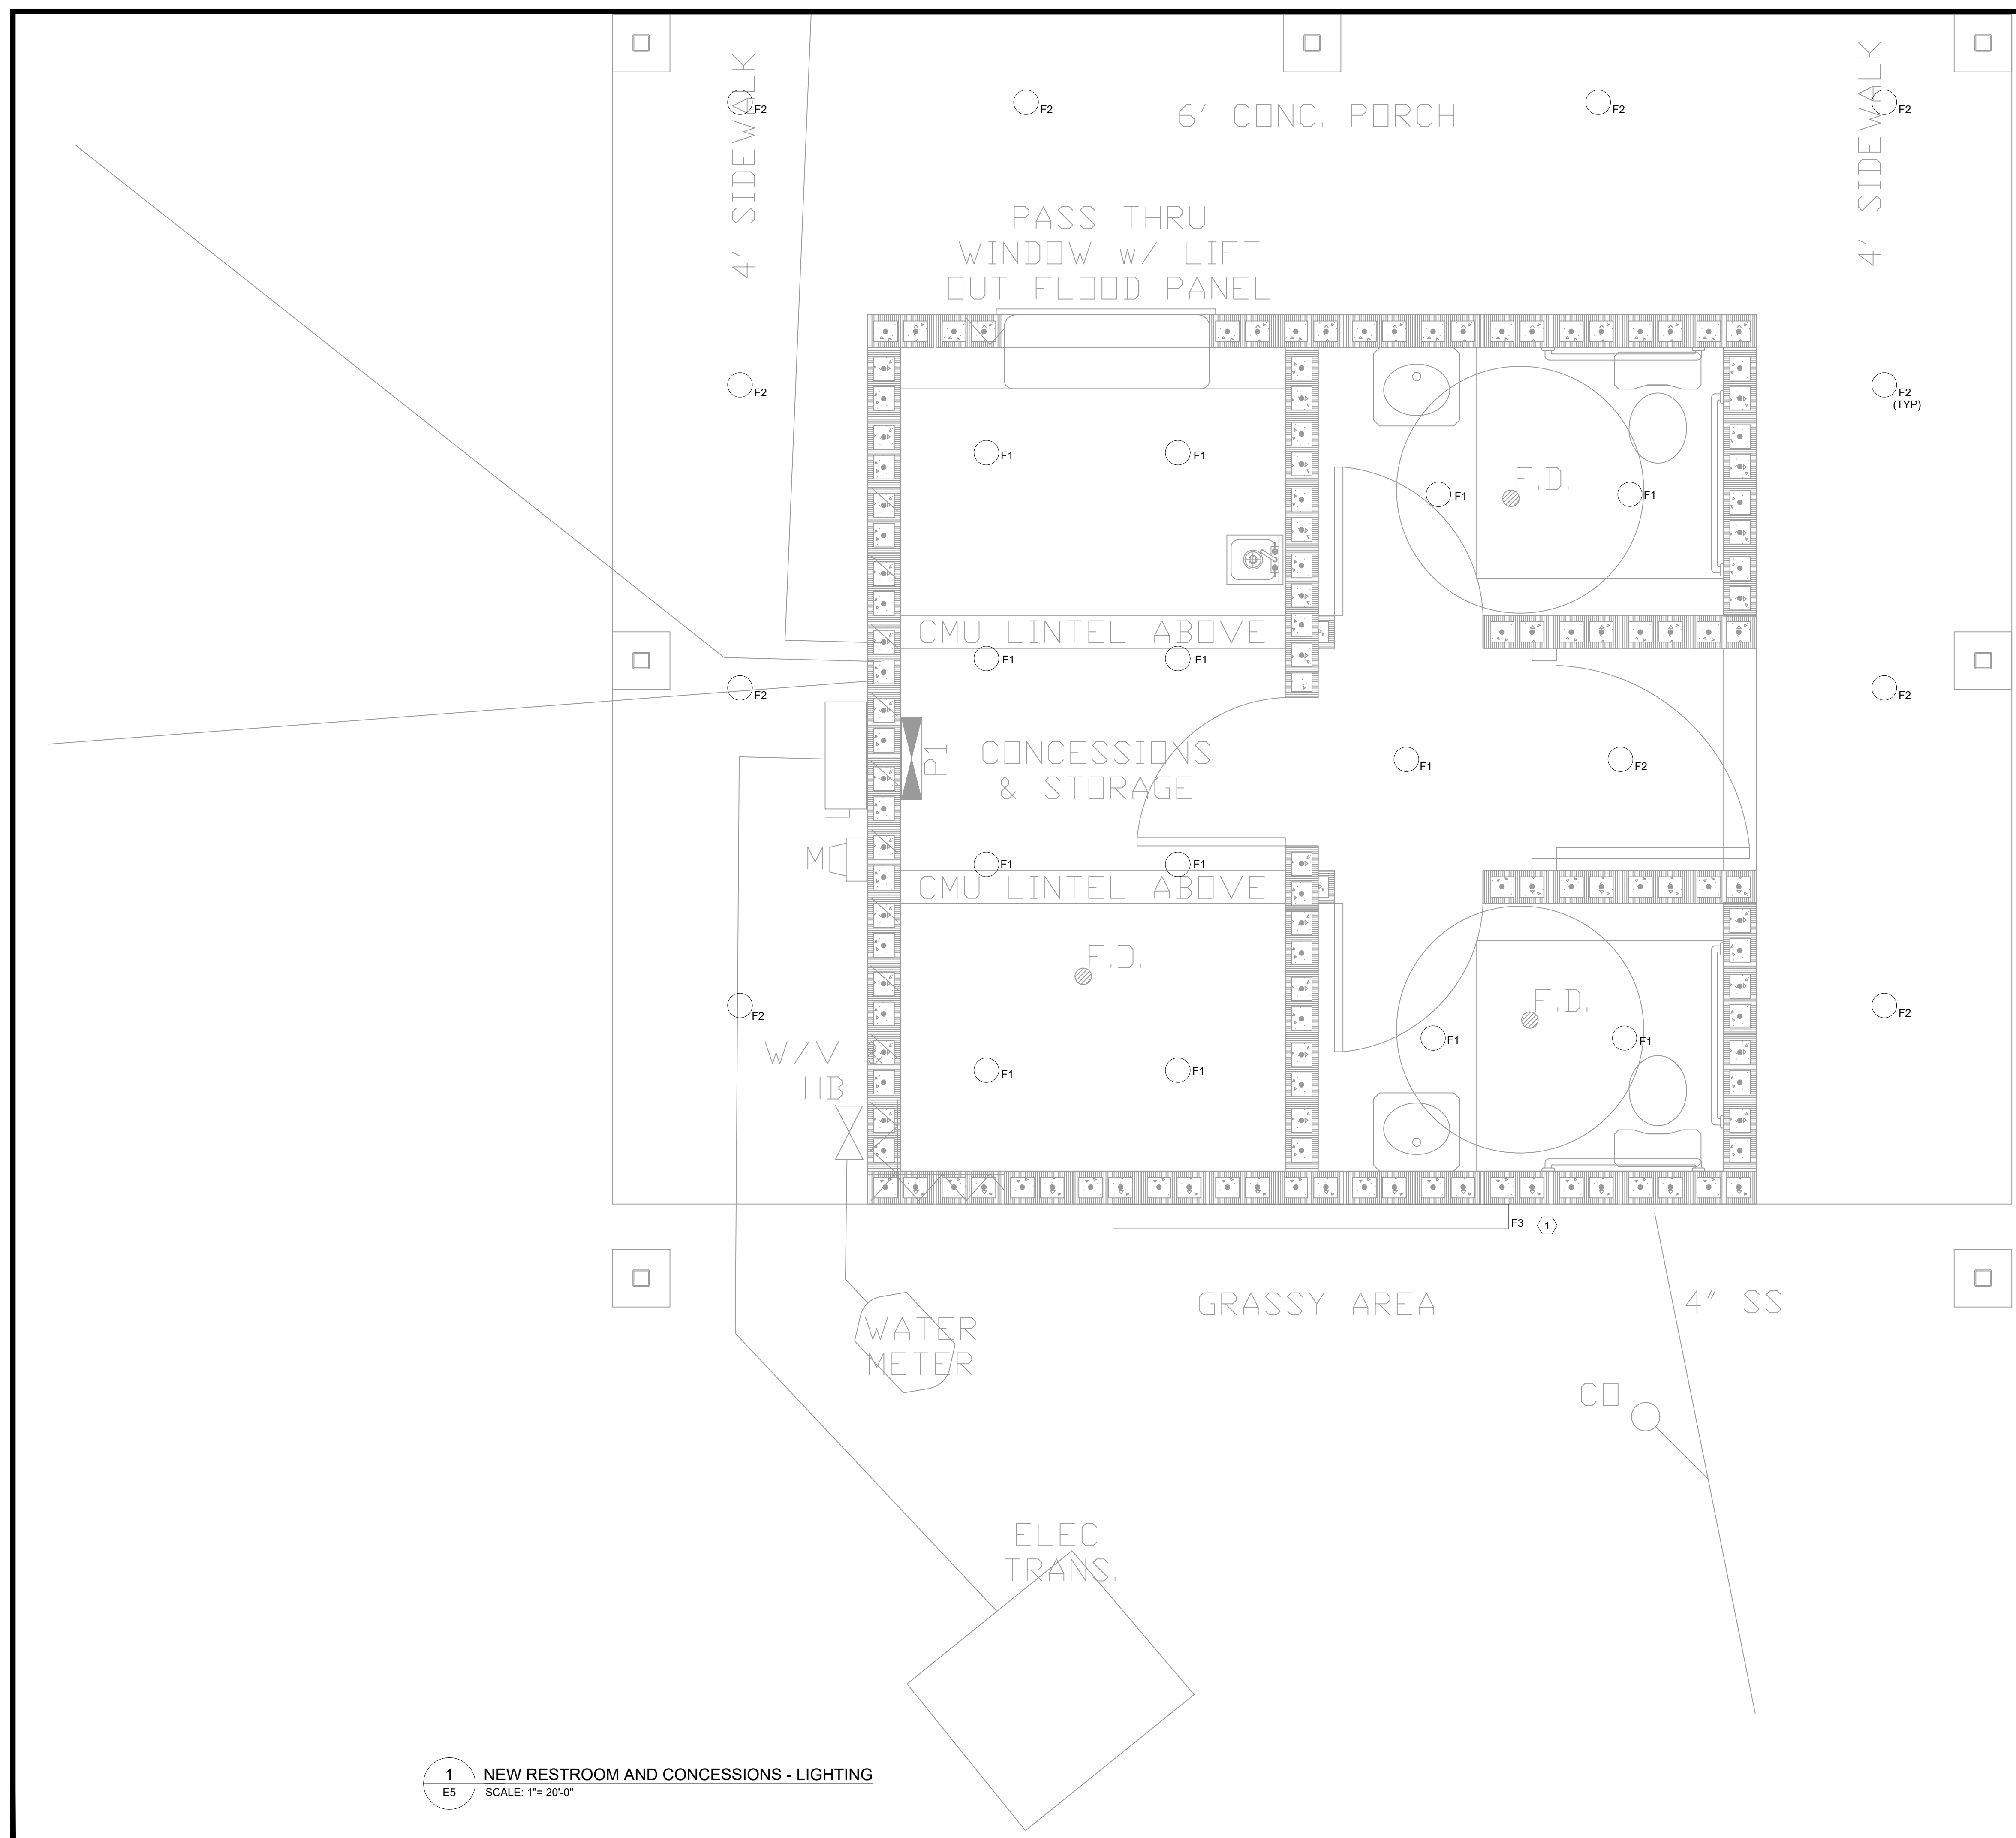 4' SIDEWALK
4' SIDEWALK
F2
F2
F2
F2
6' CONC. PORCH
PASS THRU
WINDOW w/ LIFT
OUT FLOOD PANEL
F2
F2
(TYP)
F1
F1
F1
F1
F.D.
CMU LINTEL ABOVE
F1
F1
F2
F2
P1
CONCESSIONS
& STORAGE
F1
F2
M
F1
F1
CMU LINTEL ABOVE
F.D.
F.D.
F2
F2
W/V
HB
F1
F1
F1
F1
F3
1
GRASSY AREA
4" SS
WATER
METER
CO
ELEC.
TRANS.
1
E5
NEW RESTROOM AND CONCESSIONS - LIGHTING
SCALE: 1"= 20'-0"